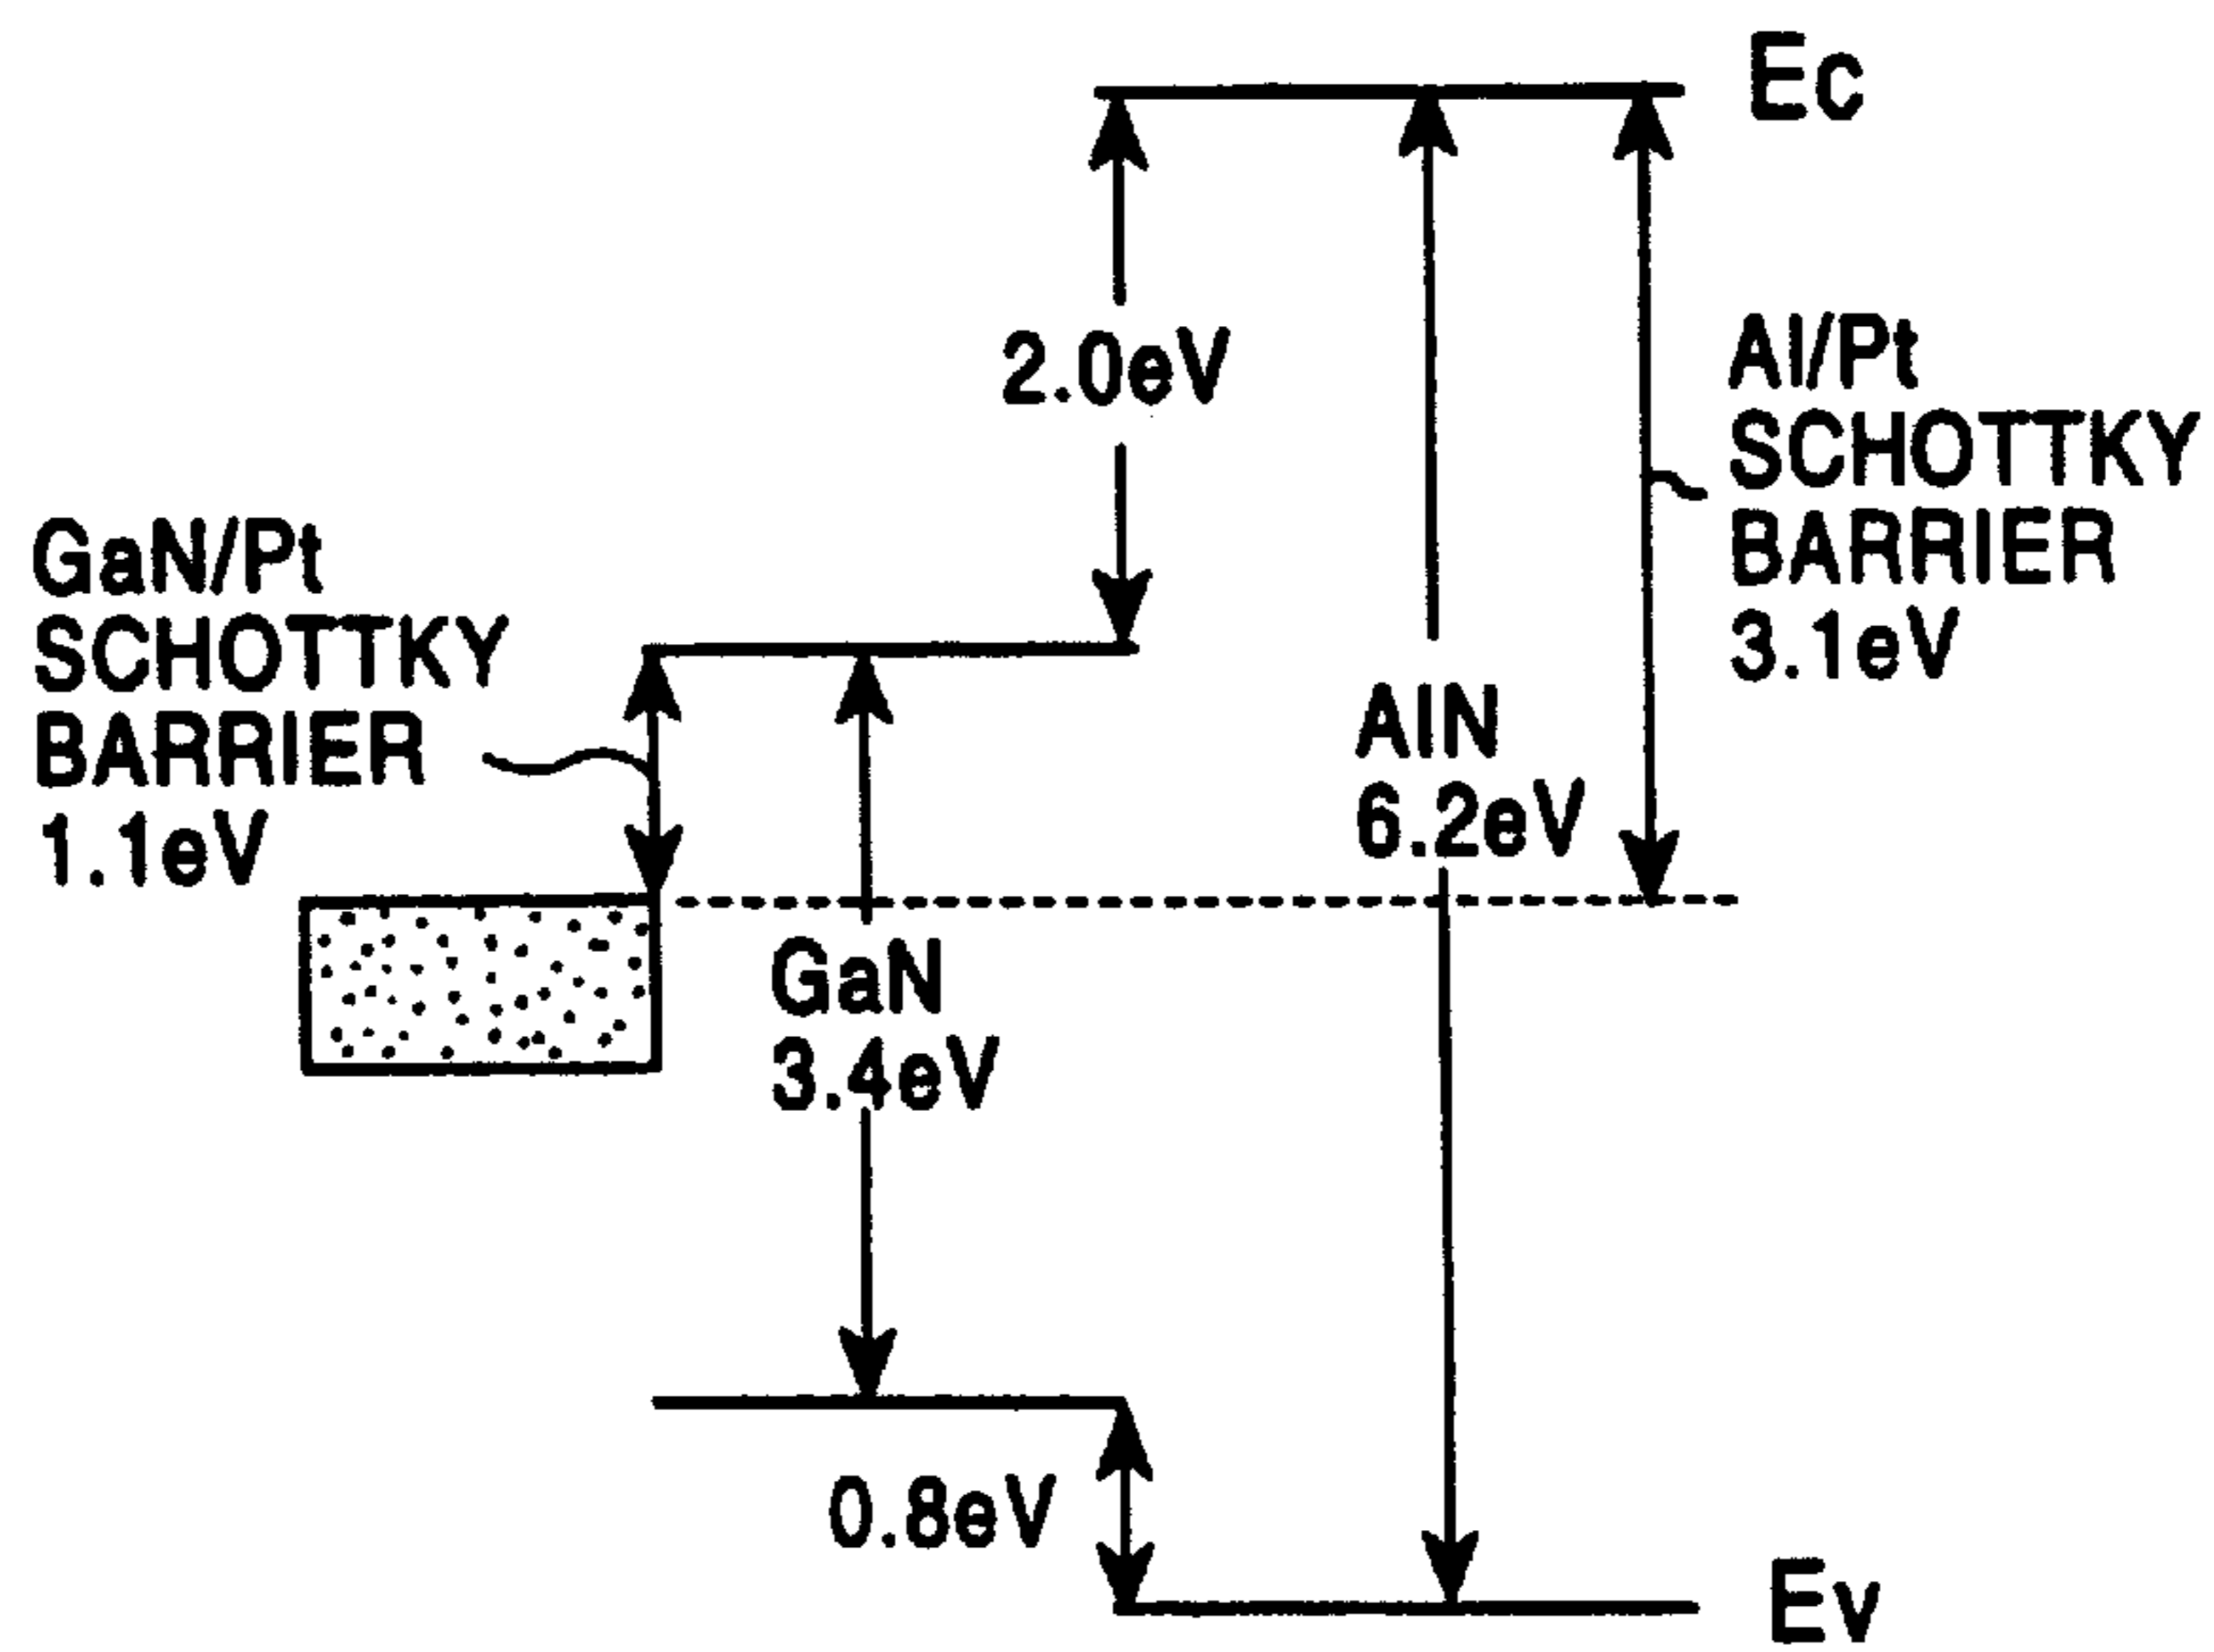 Ec
2.0eV
Al/Pt
SCHOTTKY
BARRIER
3.1eV
GaN/Pt
SCHOTTKY
BARRIER
1.1eV
AlN
6.2eV
GaN
3.4eV
0.8eV
Ev